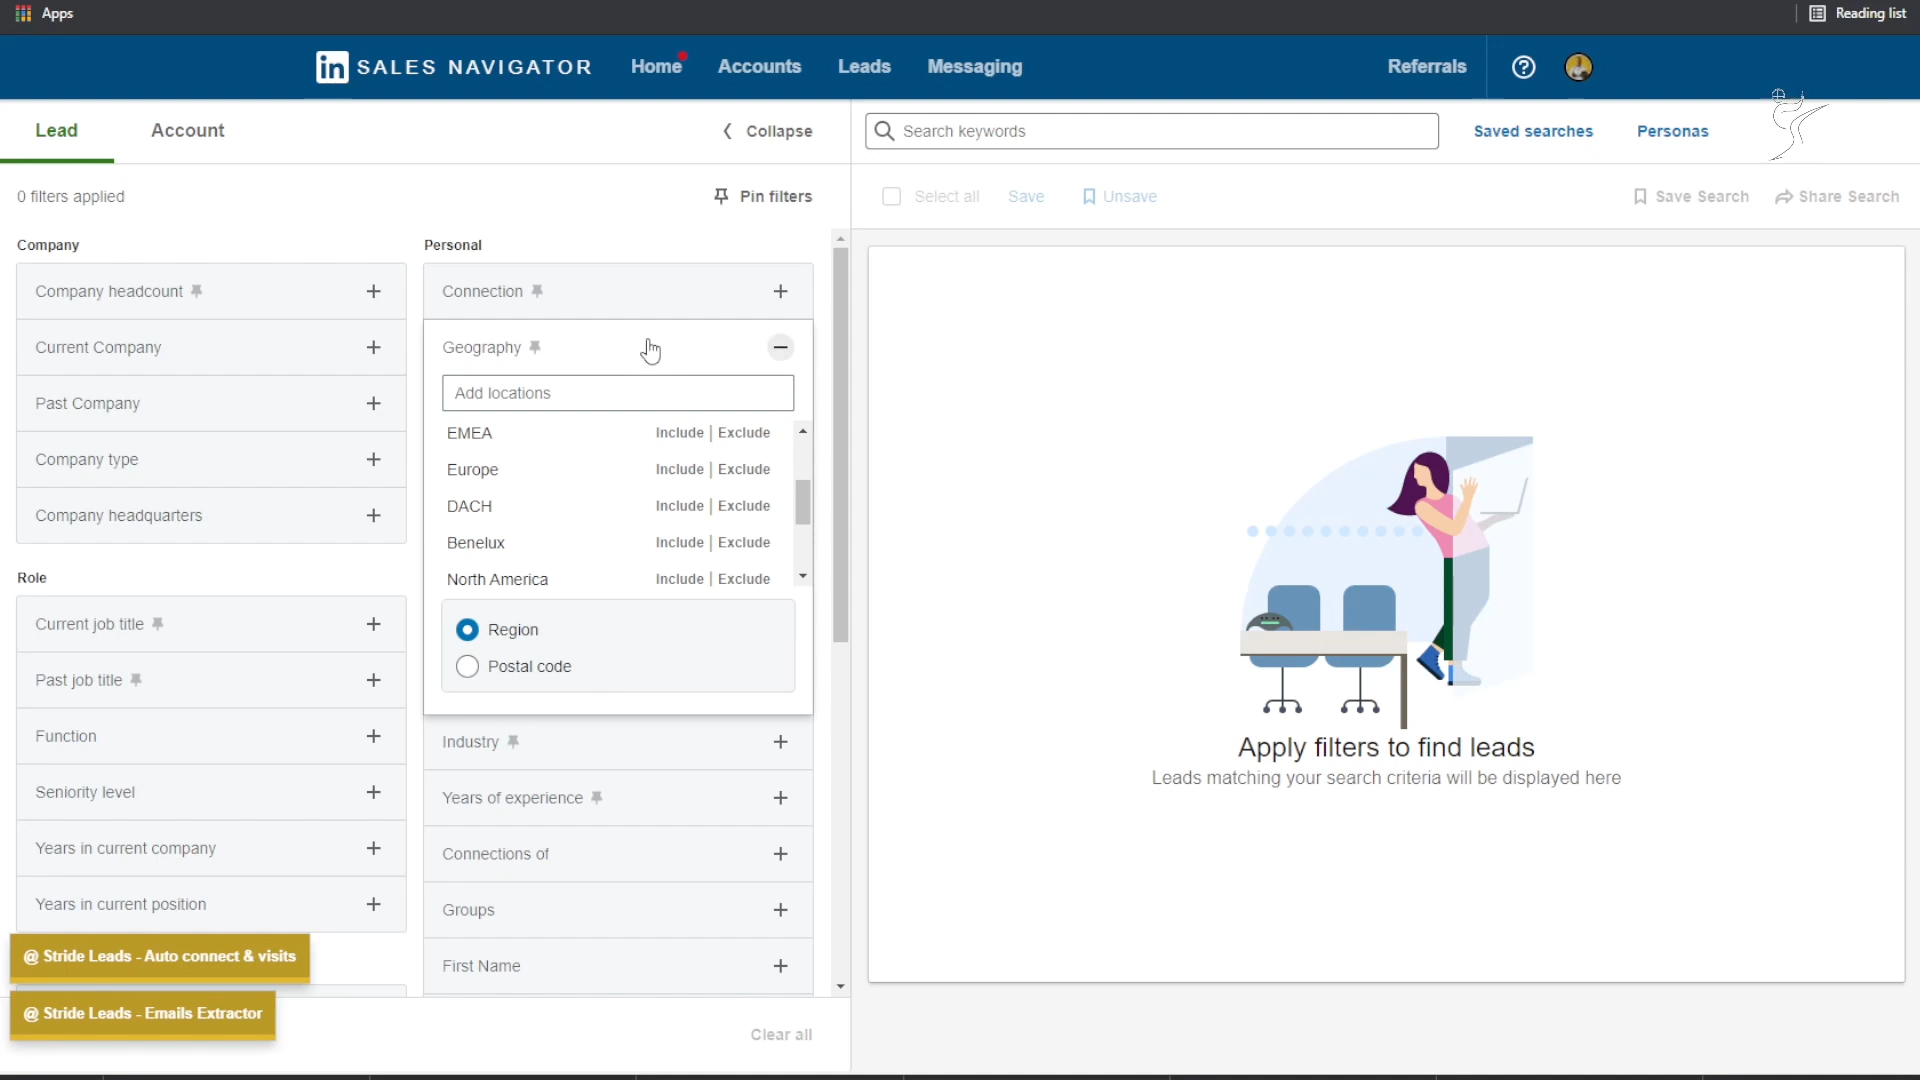 Apps
Reading list
in SALES NAVIGATOR Home Accounts Leads Messaging Referrals
Lead Account Collapse
Search keywords Saved searches Personas
0 filters applied Pin filters
Select all Save Unsave Save Search Share Search
Company
Company headcount
Current Company
Past Company
Company type
Company headquarters
Role
Current job title
Past job title
Function
Seniority level
Years in current company
Years in current position
@ Stride Leads - Auto connect & visits
@ Stride Leads - Emails Extractor
Personal
Connection
Geography
Add locations
EMEA Include | Exclude
Europe Include | Exclude
DACH Include | Exclude
Benelux Include | Exclude
North America Include | Exclude
Region
Postal code
Industry
Years of experience
Connections of
Groups
First Name
Clear all
Apply filters to find leads
Leads matching your search criteria will be displayed here